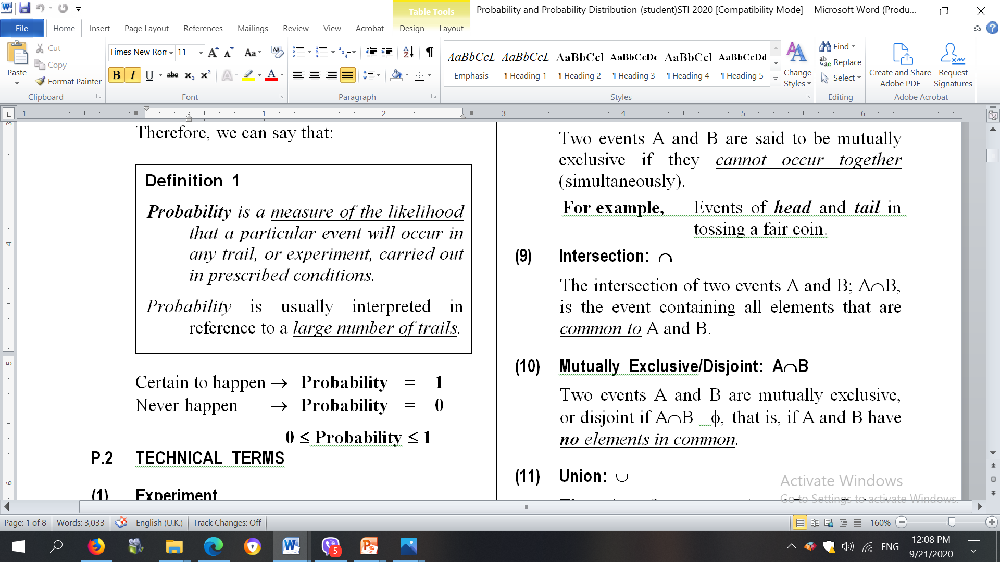 Table Tools
Probability and Probability Distribution-(student)STI 2020 [Compatibility Mode] - Microsoft Word (Produ...
File Home Insert Page Layout References Mailings Review View Acrobat Design Layout
Paste
Cut
Copy
Format Painter
Clipboard
Times New Ron 11
B I U abc X₂ X²
Font
Paragraph
AaBbCcL AaBbCcL AaBbCcl AaBbCcDd AaBbCcl AaBbCcDd
Emphasis ¶ Heading 1 ¶ Heading 2 ¶ Heading 3 ¶ Heading 4 ¶ Heading 5
Change
Styles
Styles
Find
Replace
Select
Editing
Create and Share
Adobe PDF
Request
Signatures
Adobe Acrobat
1 1 2 3 4 5 6
3
4
5
6
Therefore, we can say that:
Definition 1
Probability is a measure of the likelihood
that a particular event will occur in
any trail, or experiment, carried out
in prescribed conditions.
Probability is usually interpreted in
reference to a large number of trails.
Certain to happen → Probability = 1
Never happen → Probability = 0
0 ≤ Probability ≤ 1
P.2 TECHNICAL TERMS
(1) Experiment
Two events A and B are said to be mutually
exclusive if they cannot occur together
(simultaneously).
For example, Events of head and tail in
tossing a fair coin.
(9) Intersection: ∩
The intersection of two events A and B; A∩B,
is the event containing all elements that are
common to A and B.
(10) Mutually Exclusive/Disjoint: A∩B
Two events A and B are mutually exclusive,
or disjoint if A∩B = ϕ, that is, if A and B have
no elements in common.
(11) Union: ∪
Activate Windows
Go to Settings to activate Windows.
Page: 1 of 8 Words: 3,033 English (U.K.) Track Changes: Off 160%
5
ENG
12:08 PM
9/21/2020